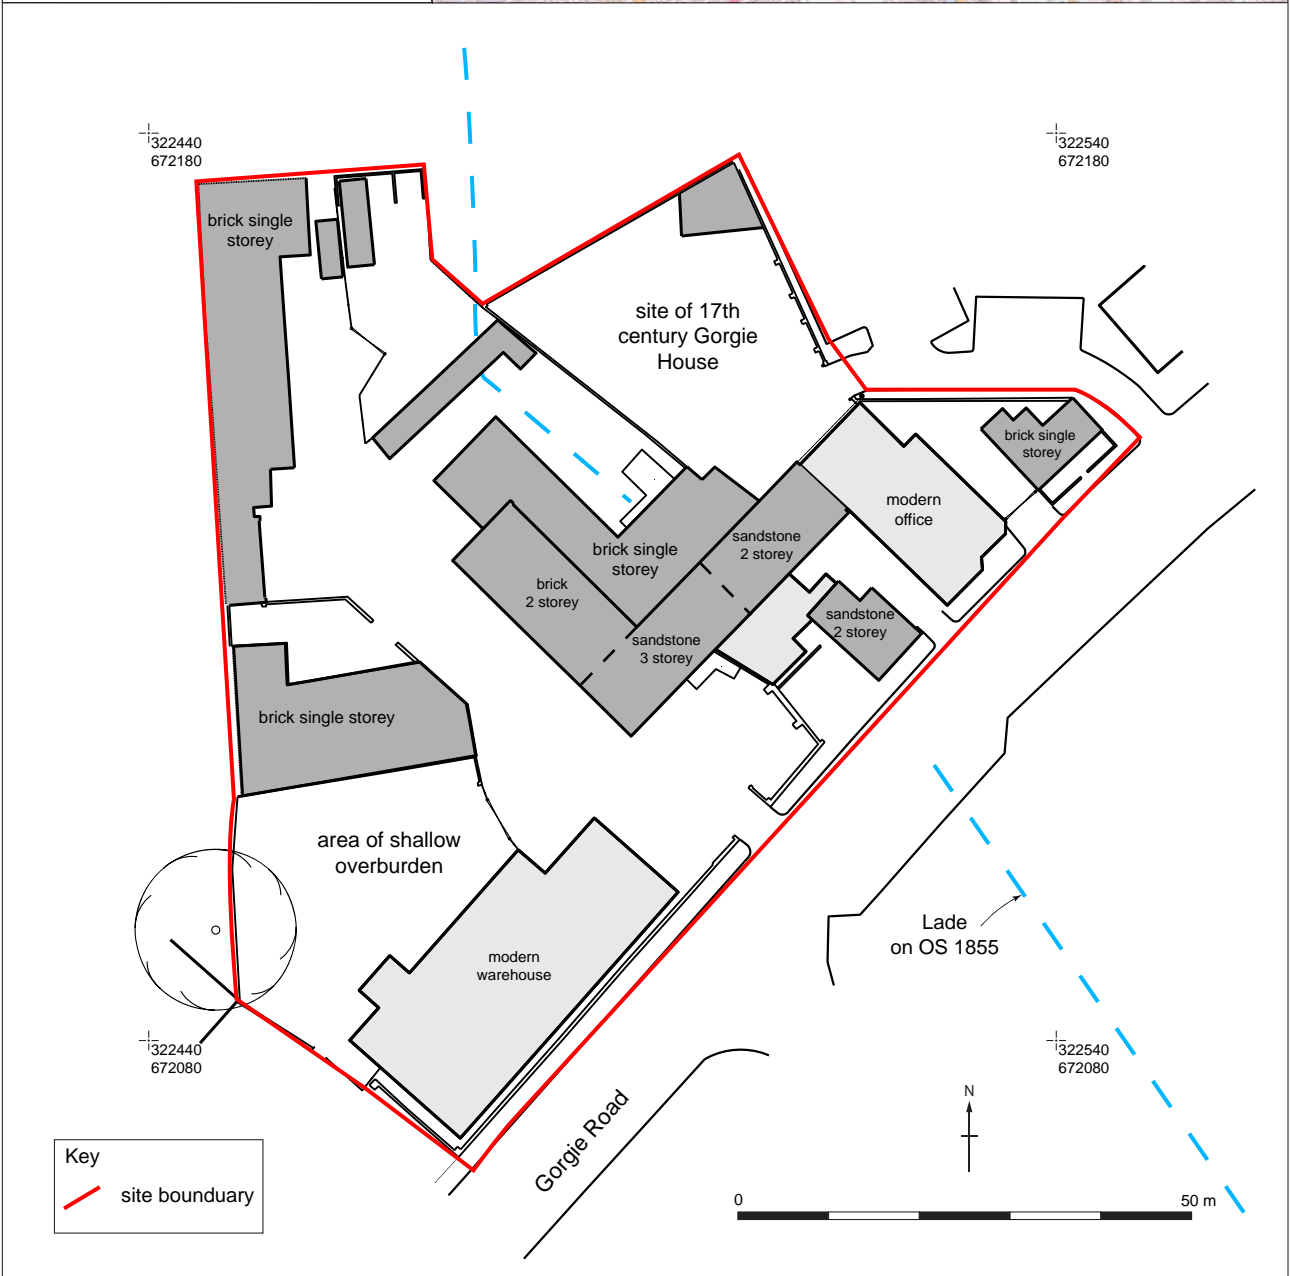 322440
672180
322540
672180
brick single
storey
site of 17th
century Gorgie
House
brick single
storey
modern
office
sandstone
2 storey
brick single
storey
brick
2 storey
sandstone
2 storey
sandstone
3 storey
brick single storey
area of shallow
overburden
Lade
on OS 1855
modern
warehouse
322440
672080
322540
672080
N
Gorgie Road
Key
site bounduary
0
50 m